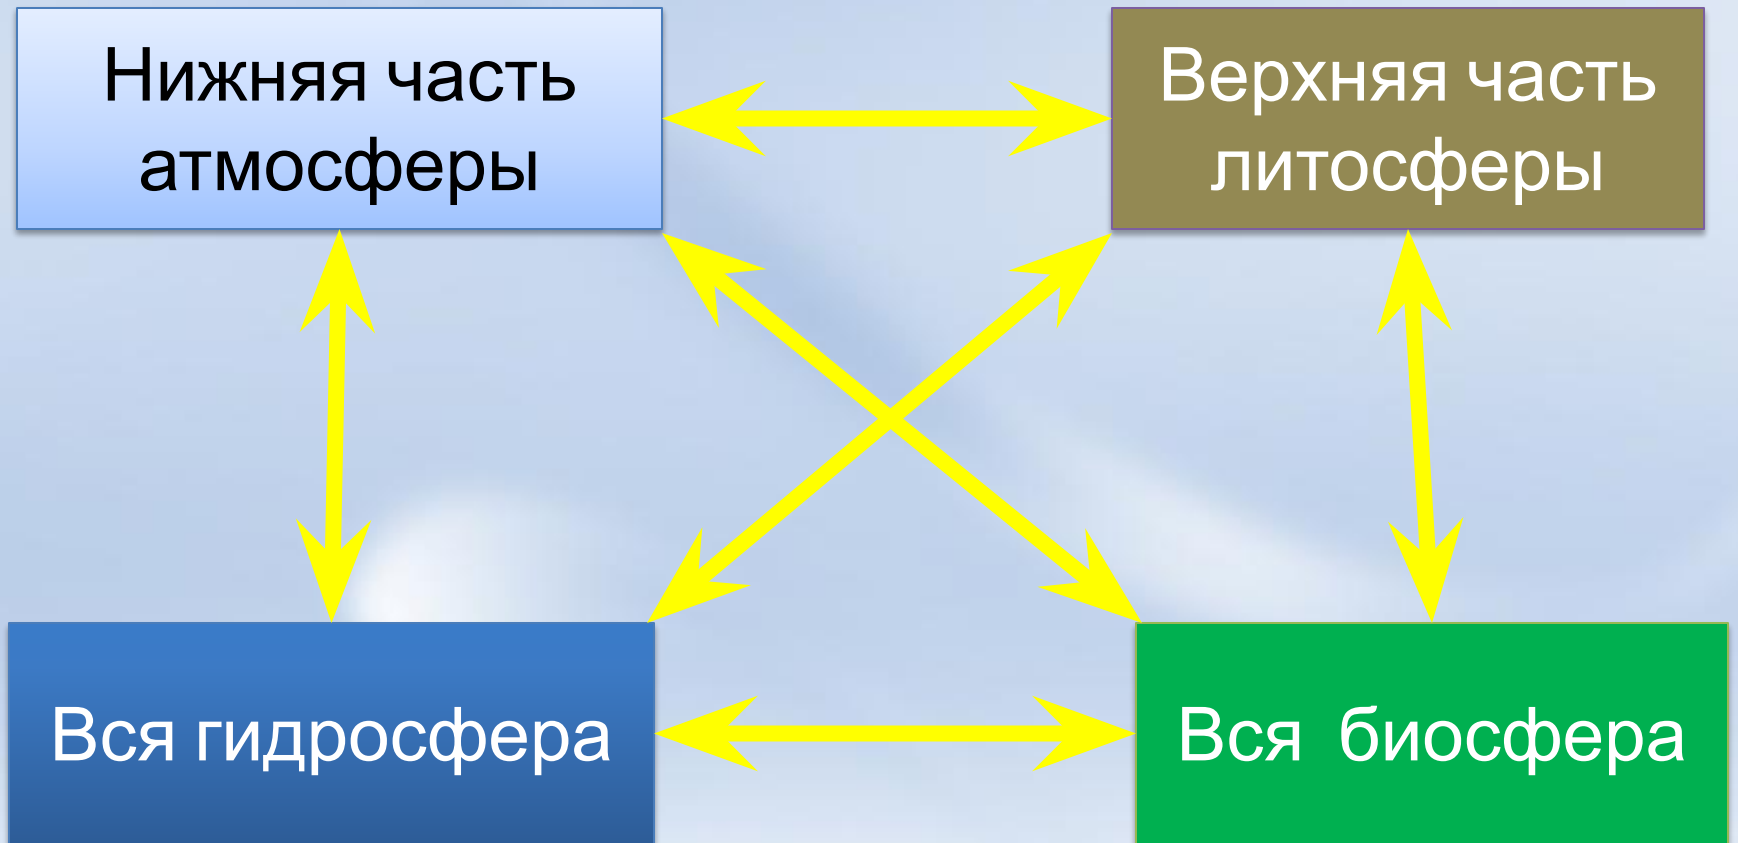 Нижняя часть
атмосферы
Верхняя часть
литосферы
Вся гидросфера
Вся  биосфера